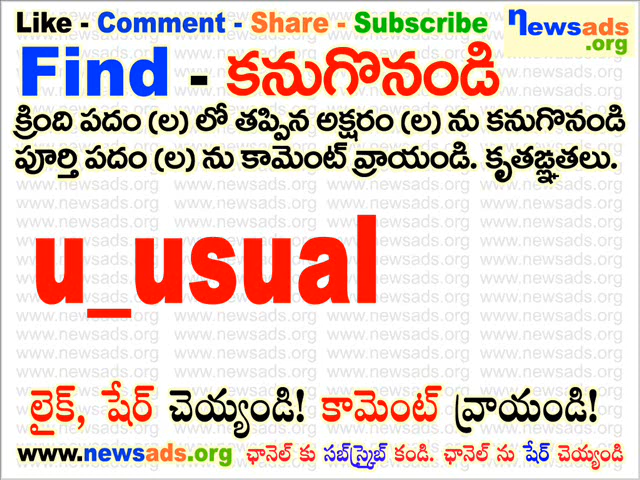 Like - Comment - Share - Subscribe
newsads
.org
Find - కనుగొనండి
క్రింది పదం (ల) లో తప్పిన అక్షరం (ల) ను కనుగొనండి
పూర్తి పదం (ల) ను కామెంట్ వ్రాయండి. కృతఙ్ఞతలు.
u_usual
లైక్, షేర్ చెయ్యండి! కామెంట్ వ్రాయండి!
www.newsads.org ఛానెల్ కు సబ్‌స్క్రైబ్ కండి. ఛానెల్ ను షేర్ చెయ్యండి